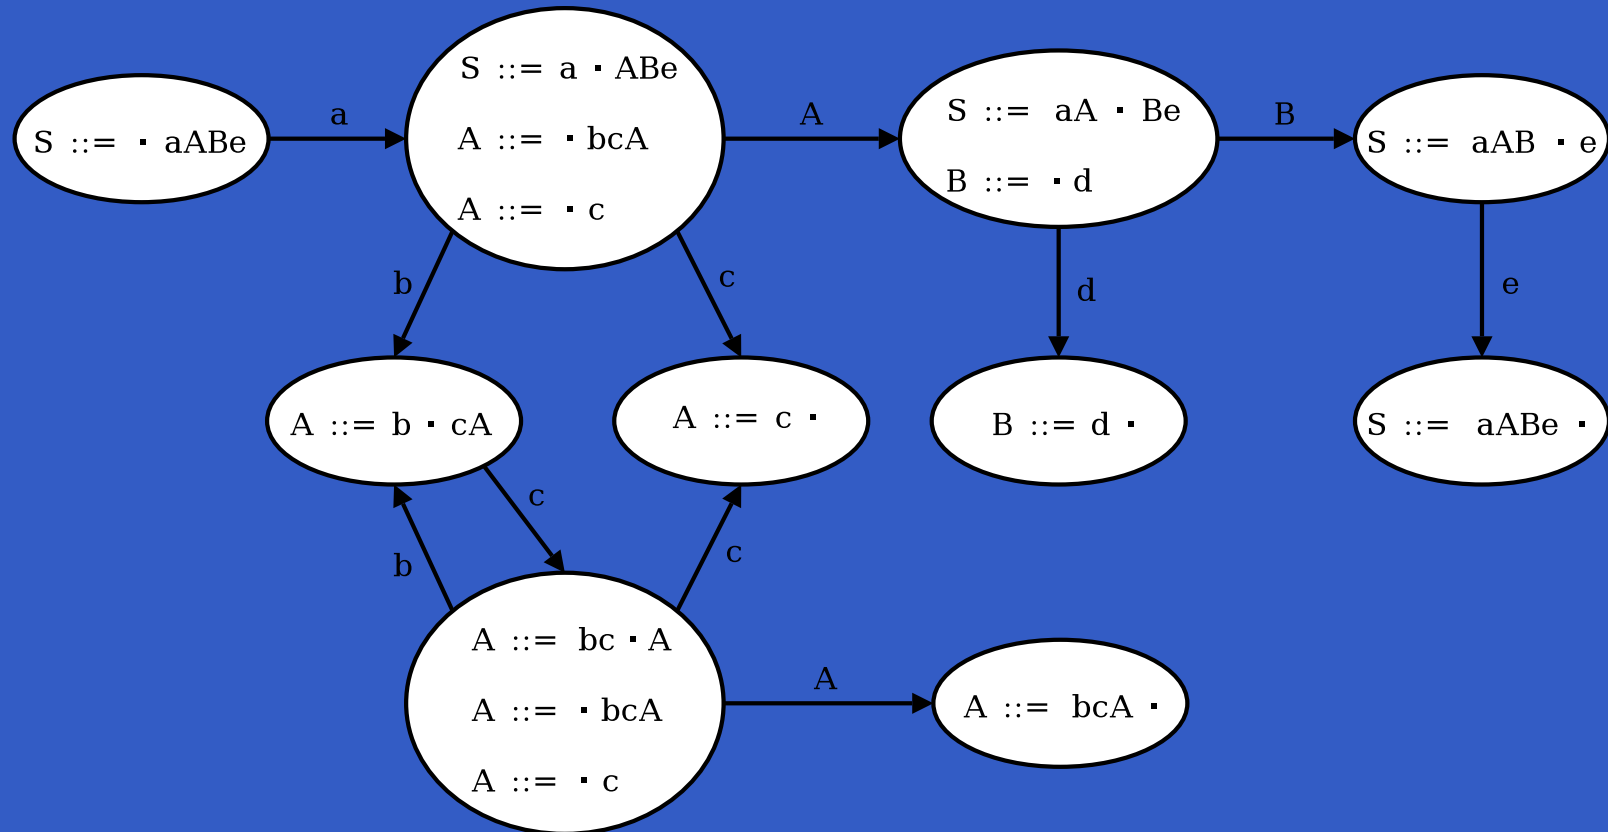 S ::= · aABe
a
S ::= a · ABe
A ::= · bcA
A ::= · c
A
S ::= aA · Be
B ::= · d
B
S ::= aAB · e
b
c
d
e
A ::= b · cA
A ::= c ·
B ::= d ·
S ::= aABe ·
c
b
c
A ::= bc · A
A ::= · bcA
A ::= · c
A
A ::= bcA ·